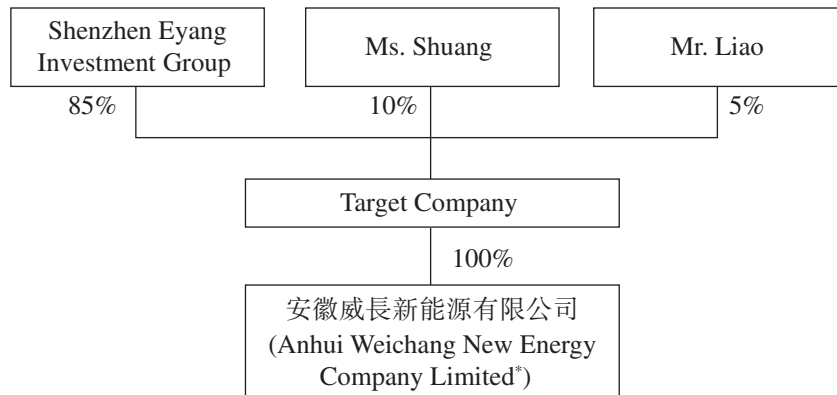 Shenzhen Eyang
Investment Group
Ms. Shuang
Mr. Liao
85%
10%
5%
Target Company
100%
安徽威長新能源有限公司
(Anhui Weichang New Energy
Company Limited*)